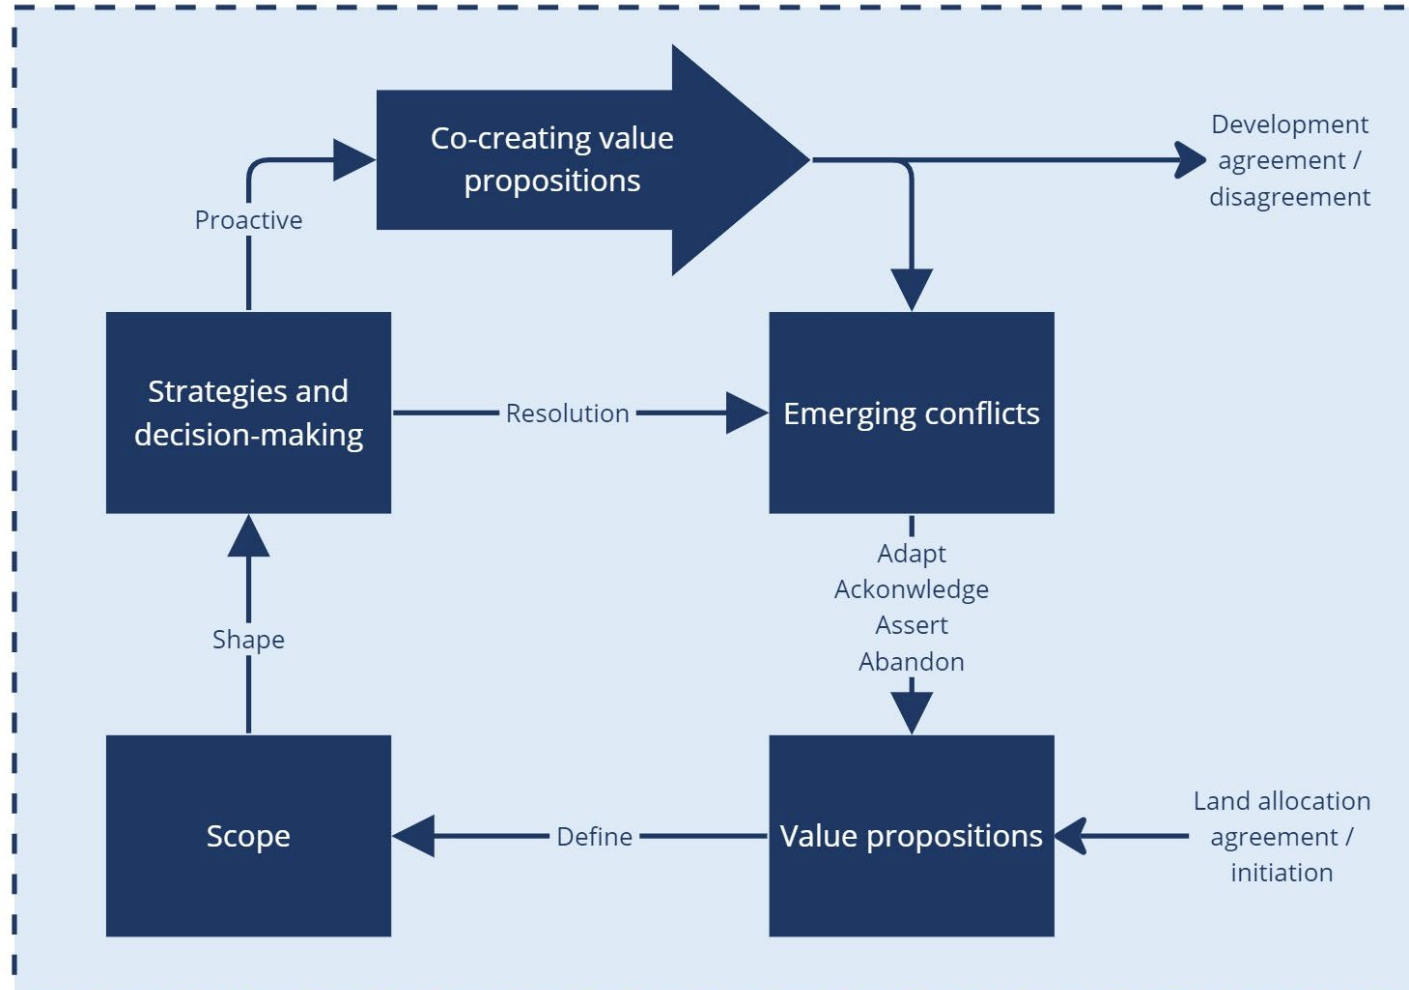 Co-creating value
propositions
Development
agreement /
disagreement
Proactive
Strategies and
decision-making
Resolution
Emerging conflicts
Adapt
Ackonwledge
Assert
Abandon
Shape
Scope
Define
Value propositions
Land allocation
agreement /
initiation